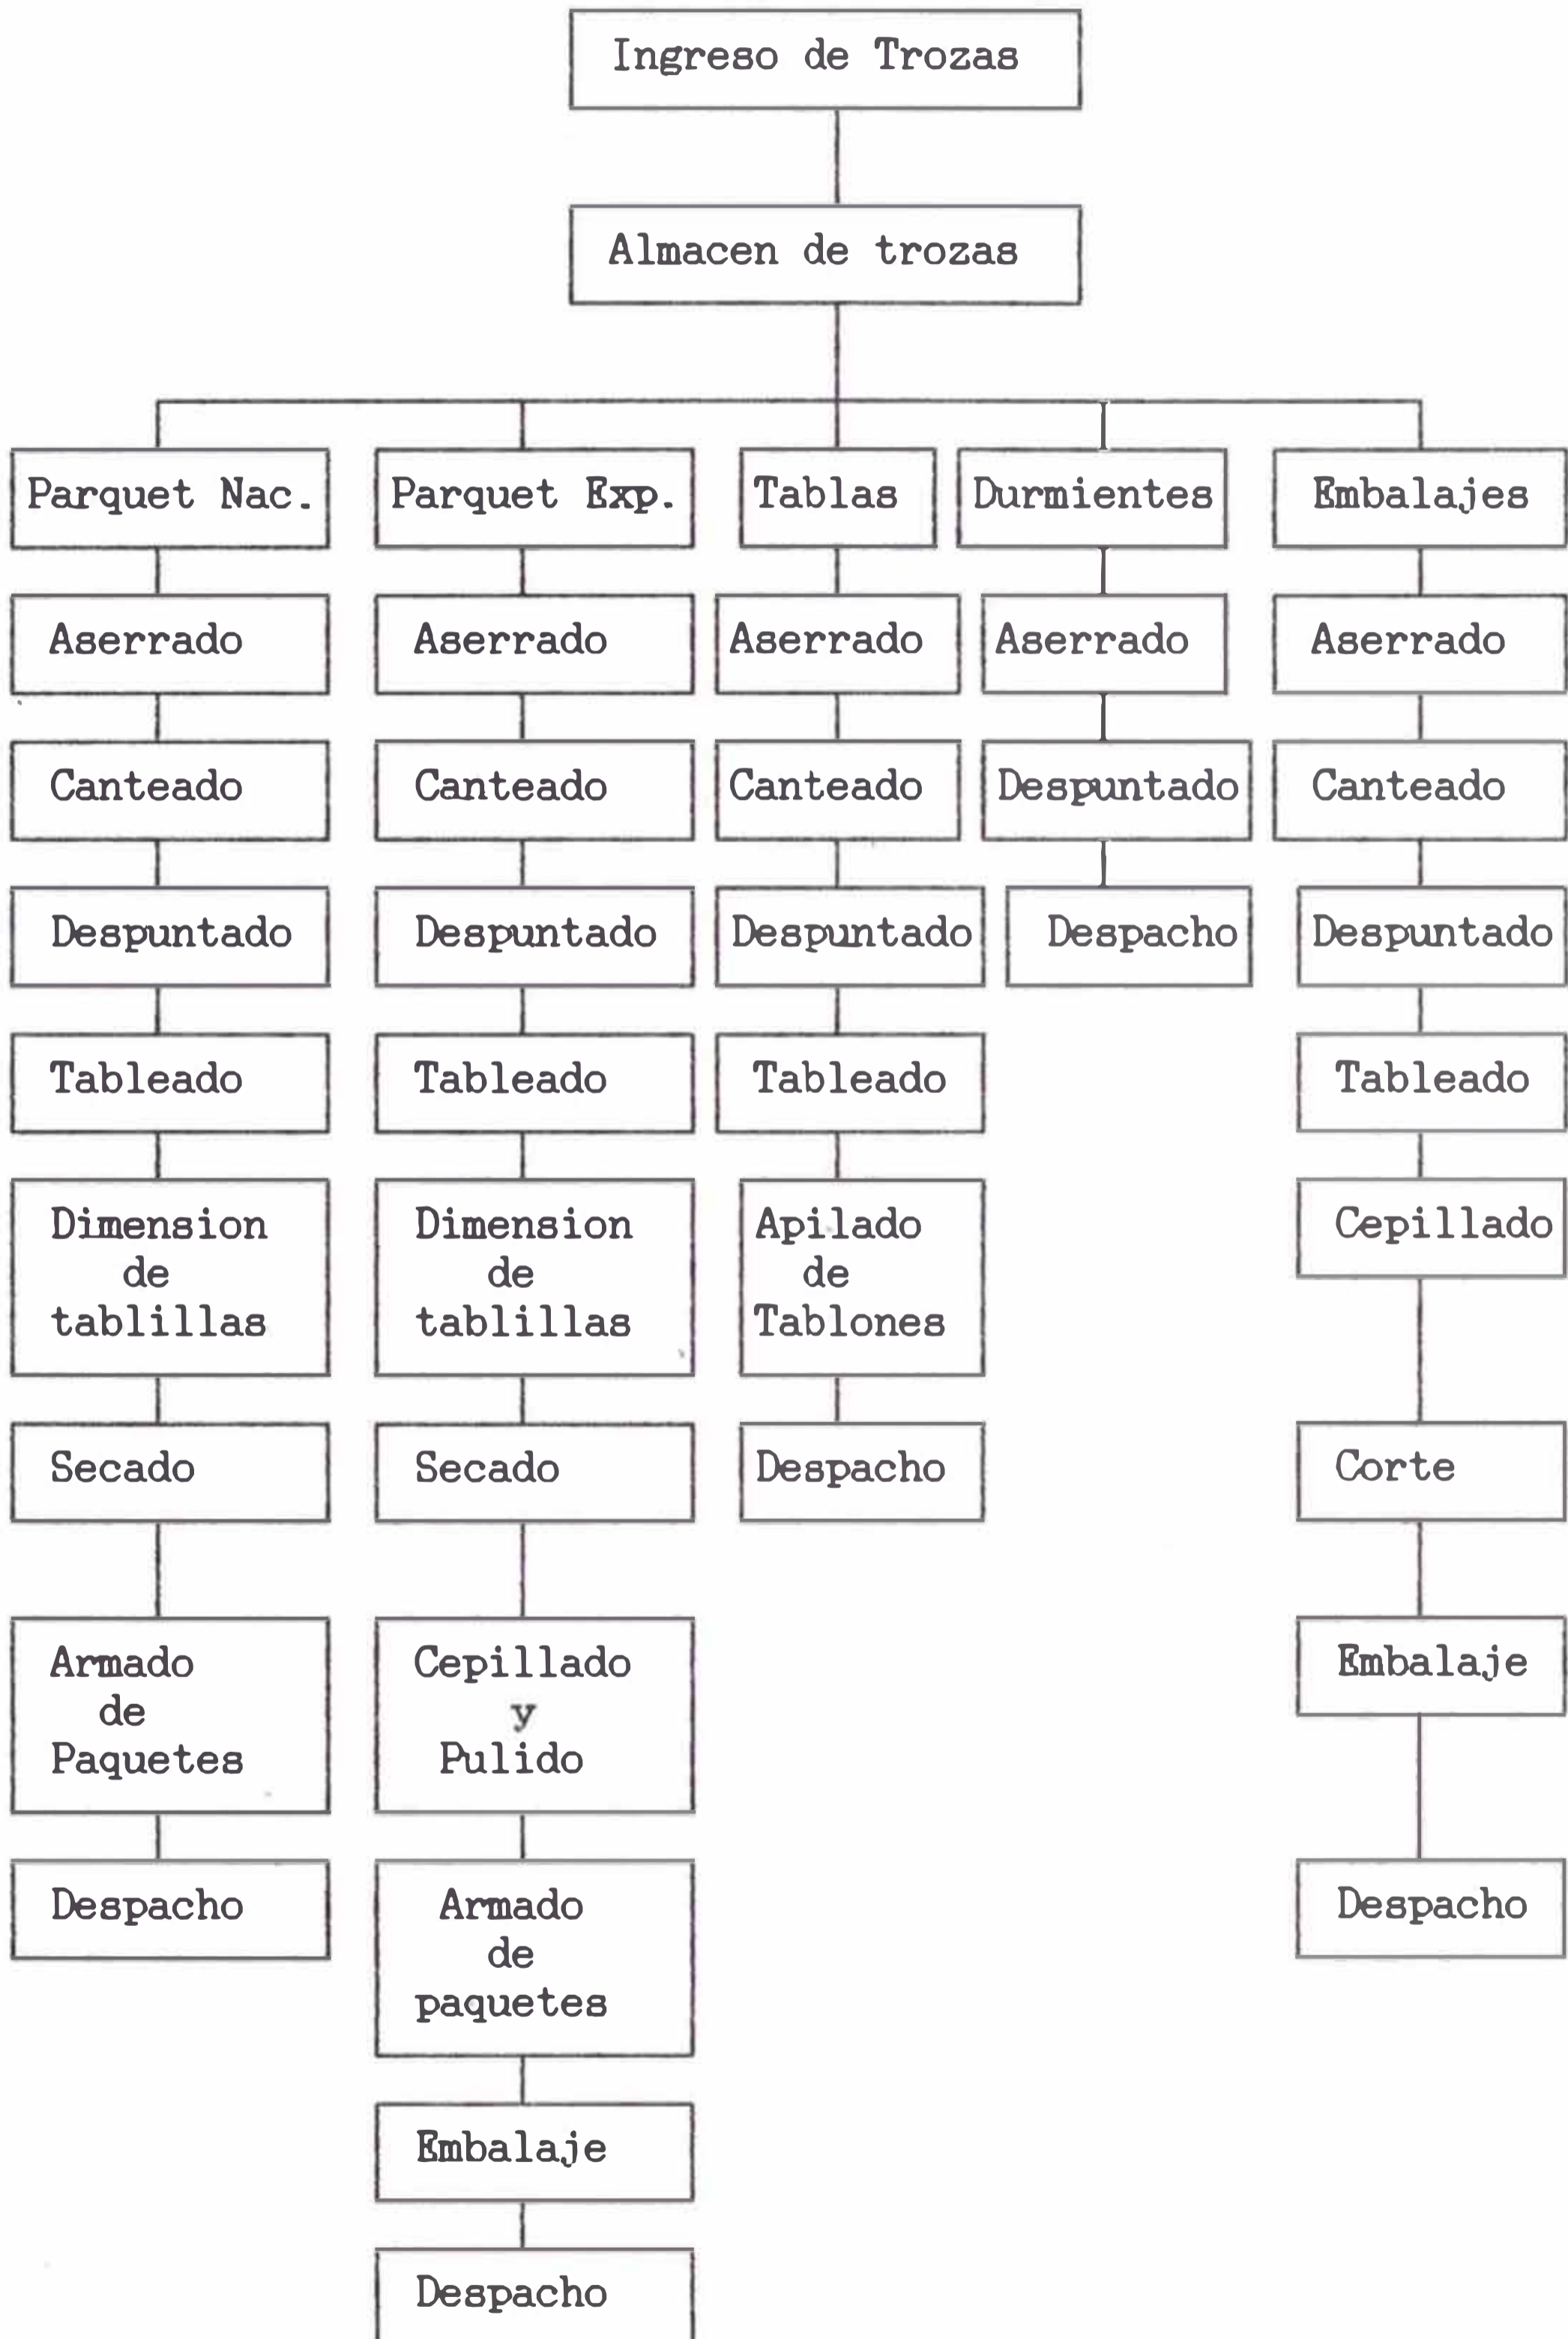 Ingreso de Trozas
Almacen de trozas
Parquet Nac.
Aserrado
Canteado
Despuntado
Tableado
Dimension
de
tablillas
Secado
Armado
de
Paquetes
Despacho
Parquet Exp.
Aserrado
Canteado
Despuntado
Tableado
Dimension
de
tablillas
Secado
Cepillado
y
Pulido
Armado
de
paquetes
Embalaje
Despacho
Tablas
Aserrado
Canteado
Despuntado
Tableado
Apilado
de
Tablones
Despacho
Durmientes
Aserrado
Despuntado
Despacho
Embalajes
Aserrado
Canteado
Despuntado
Tableado
Cepillado
Corte
Embalaje
Despacho